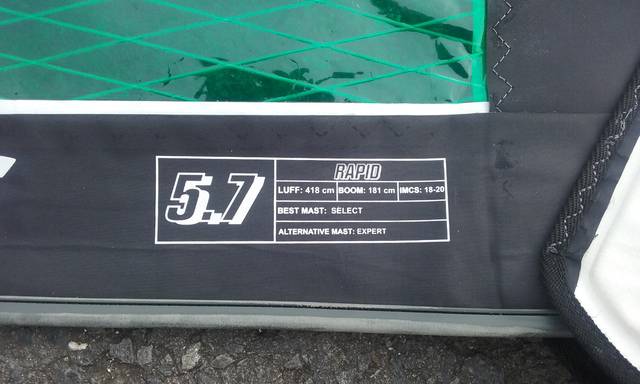 5.7
RAPID
LUFF: 418 cm BOOM: 181 cm IMCS: 18-20
BEST MAST: SELECT
ALTERNATIVE MAST: EXPERT